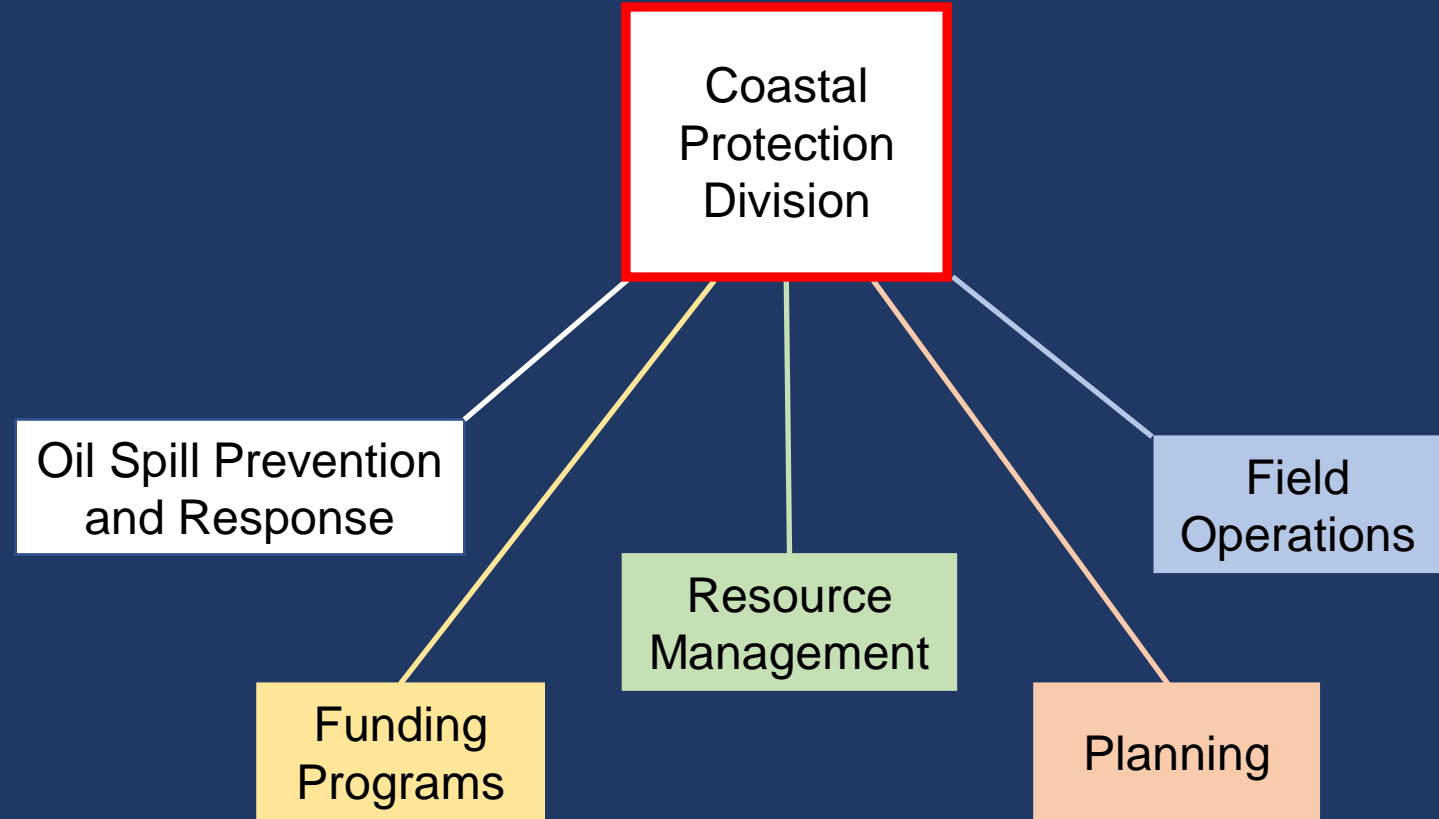 Coastal
Protection
Division
Oil Spill Prevention
and Response
Field
Operations
Resource
Management
Funding
Programs
Planning